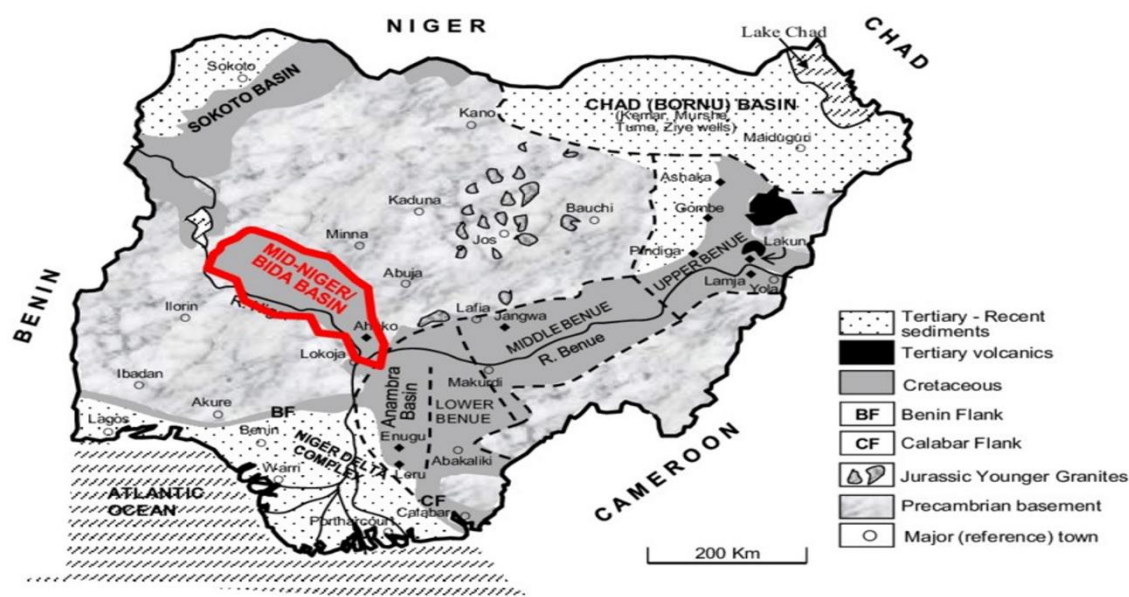 NIGER
CHAD
Lake Chad
Sokoto
SOKOTO BASIN
CHAD (BORNU) BASIN
(Kemar, Murshe,
Tuma, Ziye wells)
Kano
Maiduguri
Ashaka
Kaduna
Bauchi
Gombe
Minna
Jos
Pindiga
Lakun
UPPER BENUE
MID-NIGER/
BIDA BASIN
Abuja
Lamja
Yola
BENIN
Ilorin
R. Niger
Lafia
Jangwa
MIDDLE BENUE
Ahoko
R. Benue
Lokoja
Ibadan
Makurdi
Anambra
Basin
LOWER
BENUE
Akure
BF
Lagos
Benin
Enugu
NIGER DELTA
COMPLEX
Abakaliki
Warri
Leru
CAMEROON
ATLANTIC
OCEAN
CF
Calabar
Portharcourt
200 Km
Tertiary - Recent
sediments
Tertiary volcanics
Cretaceous
BF Benin Flank
CF Calabar Flank
Jurassic Younger Granites
Precambrian basement
Major (reference) town